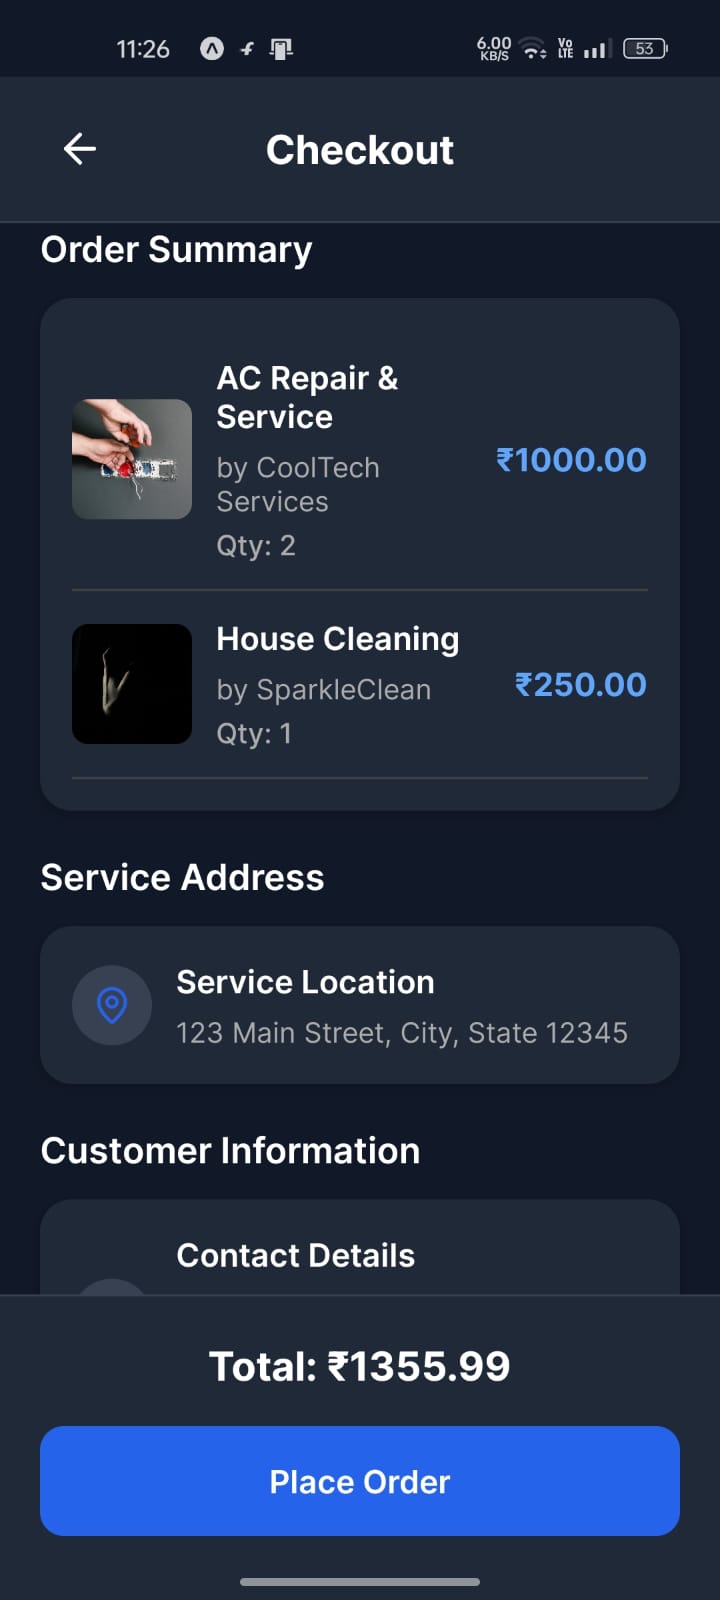 11:26
6.00 KB/S
Vo LTE
53
Checkout
Order Summary
AC Repair &
Service
by CoolTech
Services
Qty: 2
₹1000.00
House Cleaning
by SparkleClean
Qty: 1
₹250.00
Service Address
Service Location
123 Main Street, City, State 12345
Customer Information
Contact Details
Total: ₹1355.99
Place Order